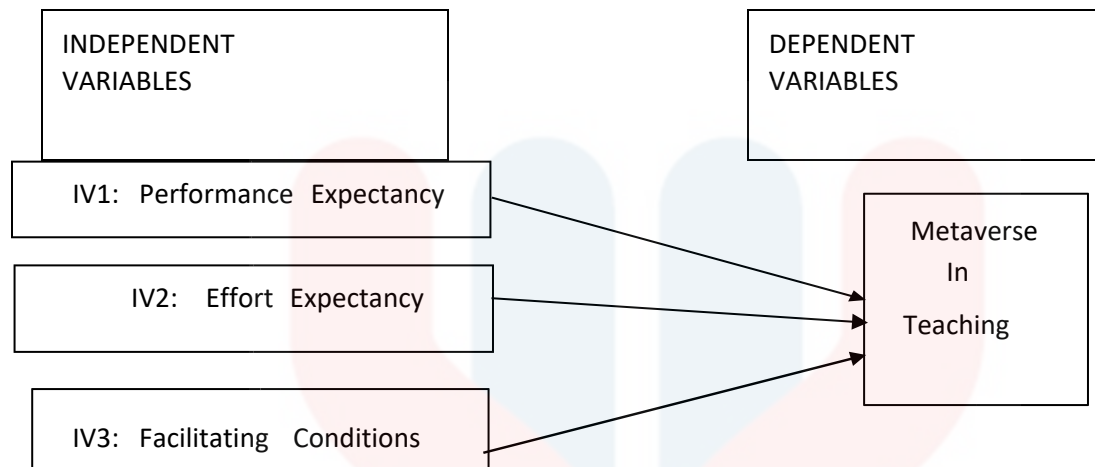 INDEPENDENT
VARIABLES
DEPENDENT
VARIABLES
IV1: Performance Expectancy
IV2: Effort Expectancy
IV3: Facilitating Conditions
Metaverse
In
Teaching